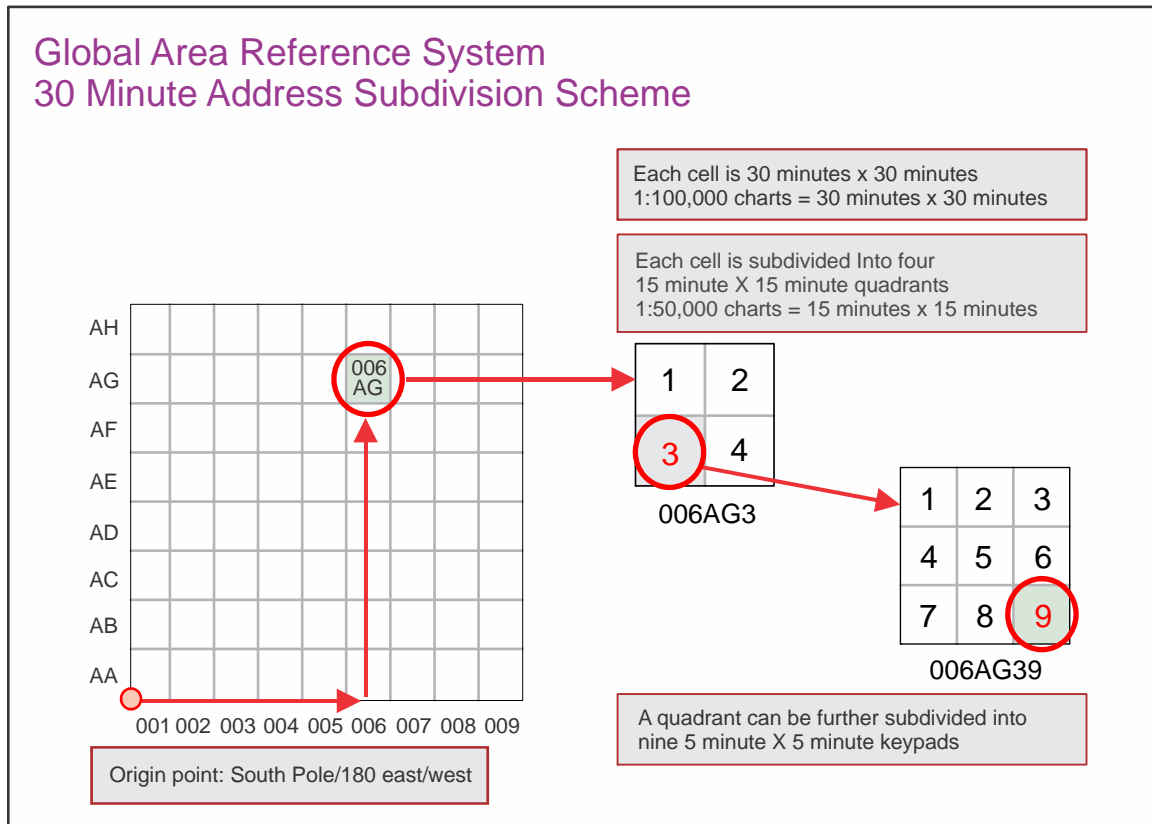 Global Area Reference System
30 Minute Address Subdivision Scheme
Each cell is 30 minutes x 30 minutes
1:100,000 charts = 30 minutes x 30 minutes
Each cell is subdivided Into four
15 minute X 15 minute quadrants
1:50,000 charts = 15 minutes x 15 minutes
AH
AG
AF
AE
AD
AC
AB
AA
006
AG
001 002 003 004 005 006 007 008 009
Origin point: South Pole/180 east/west
1 2
3 4
006AG3
1 2 3
4 5 6
7 8 9
006AG39
A quadrant can be further subdivided into
nine 5 minute X 5 minute keypads